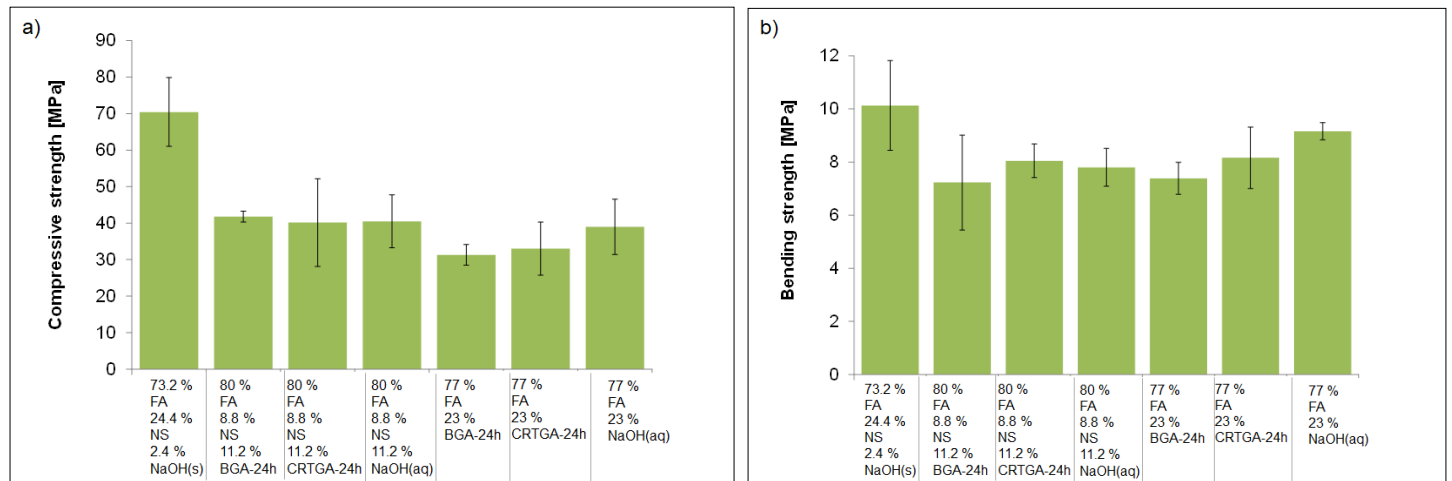 a)
Compressive strength [MPa]
90
80
70
60
50
40
30
20
10
0
73.2 %
FA
24.4 %
NS
2.4 %
NaOH(s)
80 %
FA
8.8 %
NS
11.2 %
BGA-24h
80 %
FA
8.8 %
NS
11.2 %
CRTGA-24h
80 %
FA
8.8 %
NS
11.2 %
NaOH(aq)
77 %
FA
23 %
BGA-24h
77 %
FA
23 %
CRTGA-24h
77 %
FA
23 %
NaOH(aq)
b)
Bending strength [MPa]
12
10
8
6
4
2
0
73.2 %
FA
24.4 %
NS
2.4 %
NaOH(s)
80 %
FA
8.8 %
NS
11.2 %
BGA-24h
80 %
FA
8.8 %
NS
11.2 %
CRTGA-24h
80 %
FA
8.8 %
NS
11.2 %
NaOH(aq)
77 %
FA
23 %
BGA-24h
77 %
FA
23 %
CRTGA-24h
77 %
FA
23 %
NaOH(aq)